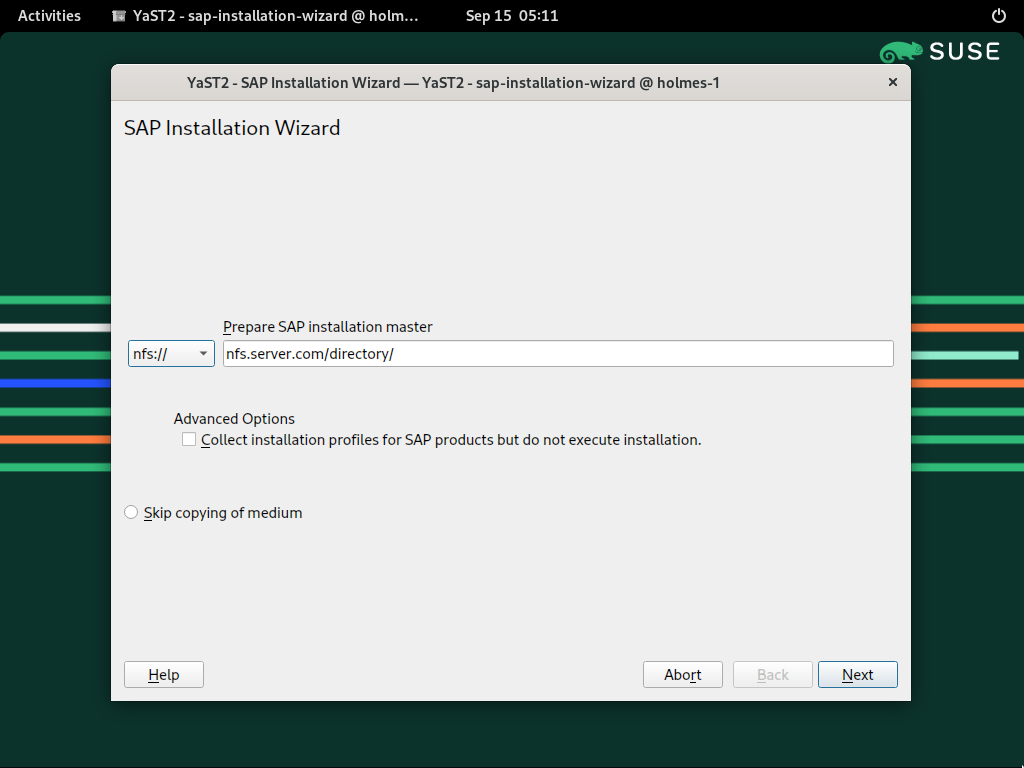 Activities YaST2 - sap-installation-wizard @ holm… Sep 15 05:11
SUSE
YaST2 - SAP Installation Wizard — YaST2 - sap-installation-wizard @ holmes-1
SAP Installation Wizard
Prepare SAP installation master
nfs:// nfs.server.com/directory/
Advanced Options
Collect installation profiles for SAP products but do not execute installation.
Skip copying of medium
Help Abort Back Next